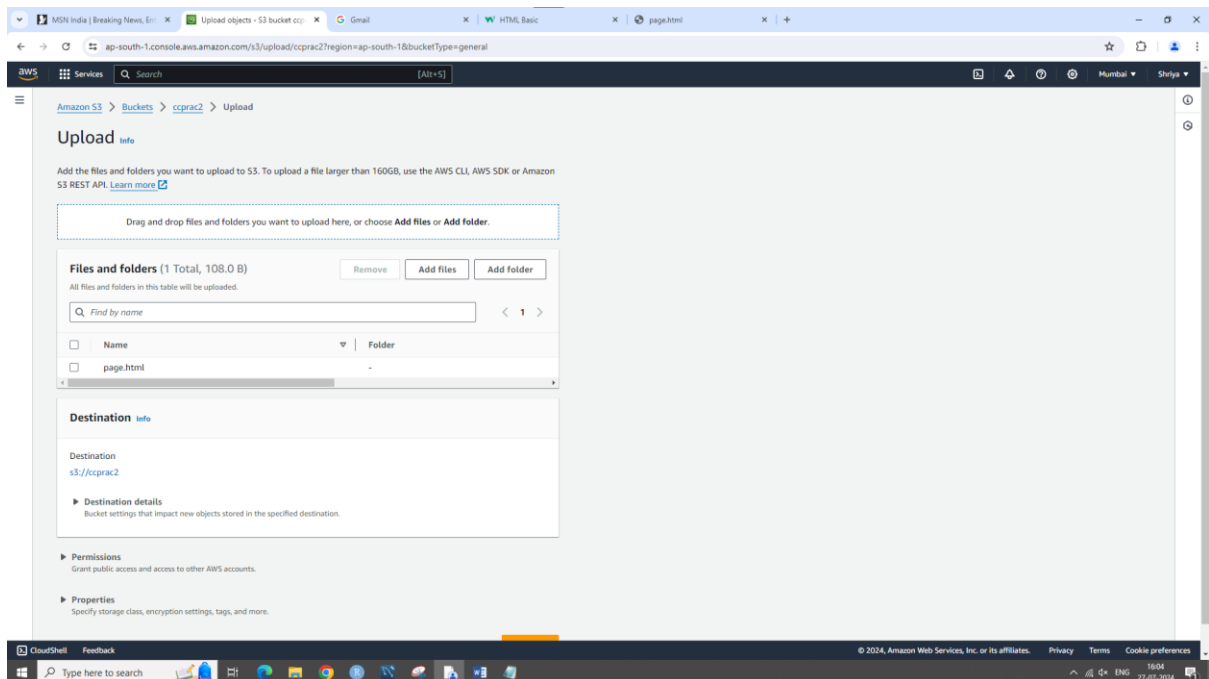 MSN India | Breaking News, Ent
Upload objects - S3 bucket ccp
Gmail
HTML Basic
page.html
ap-south-1.console.aws.amazon.com/s3/upload/ccprac2?region=ap-south-1&bucketType=general
aws
Services
Search
[Alt+S]
Mumbai
Shriya
Amazon S3 > Buckets > ccprac2 > Upload
Upload Info
Add the files and folders you want to upload to S3. To upload a file larger than 160GB, use the AWS CLI, AWS SDK or Amazon
S3 REST API. Learn more
Drag and drop files and folders you want to upload here, or choose Add files or Add folder.
Files and folders (1 Total, 108.0 B)
Remove
Add files
Add folder
All files and folders in this table will be uploaded.
Find by name
1
Name
Folder
page.html
-
Destination Info
Destination
s3://ccprac2
Destination details
Bucket settings that impact new objects stored in the specified destination.
Permissions
Grant public access and access to other AWS accounts.
Properties
Specify storage class, encryption settings, tags, and more.
CloudShell
Feedback
© 2024, Amazon Web Services, Inc. or its affiliates.
Privacy
Terms
Cookie preferences
Type here to search
ENG
16:04
27-07-2024